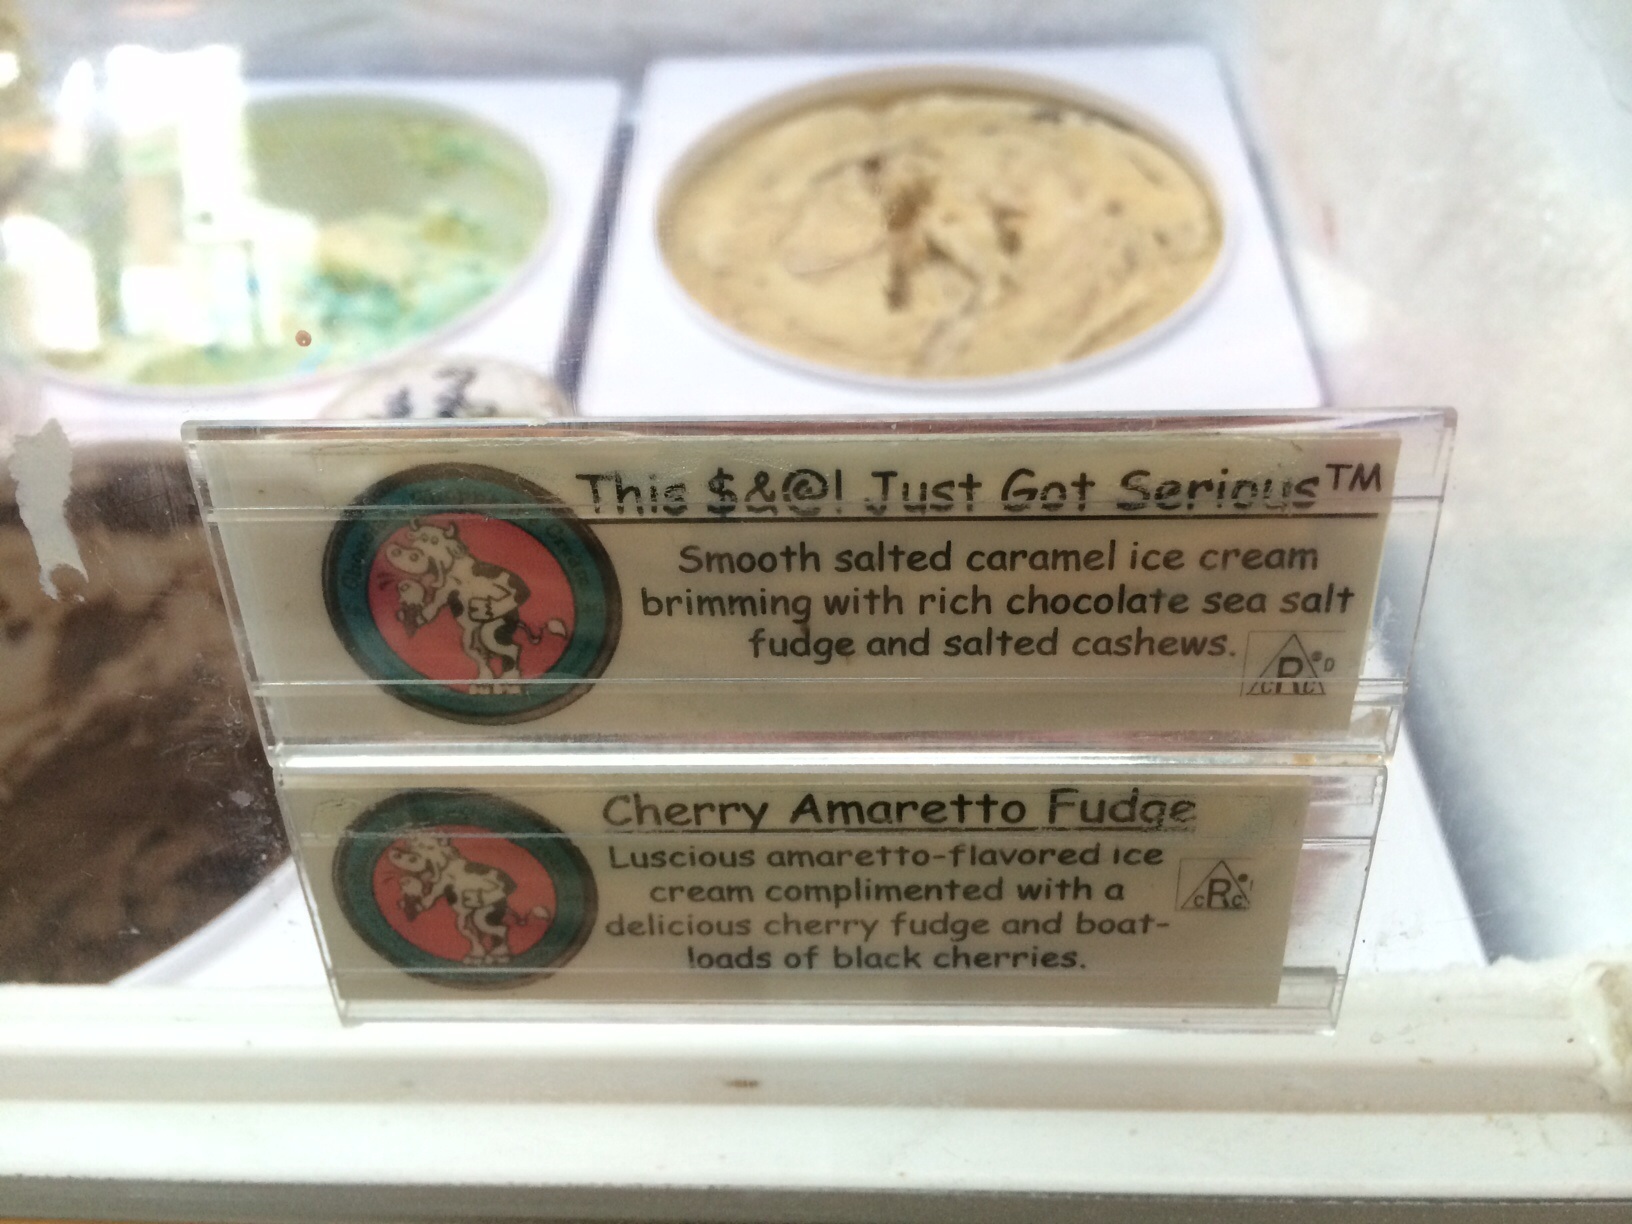 This $&@! Just Got Serious™
Smooth salted caramel ice cream
brimming with rich chocolate sea salt
fudge and salted cashews.
R D
C R C
Cherry Amaretto Fudge
Luscious amaretto-flavored ice
cream complimented with a
delicious cherry fudge and boat-
loads of black cherries.
cRc